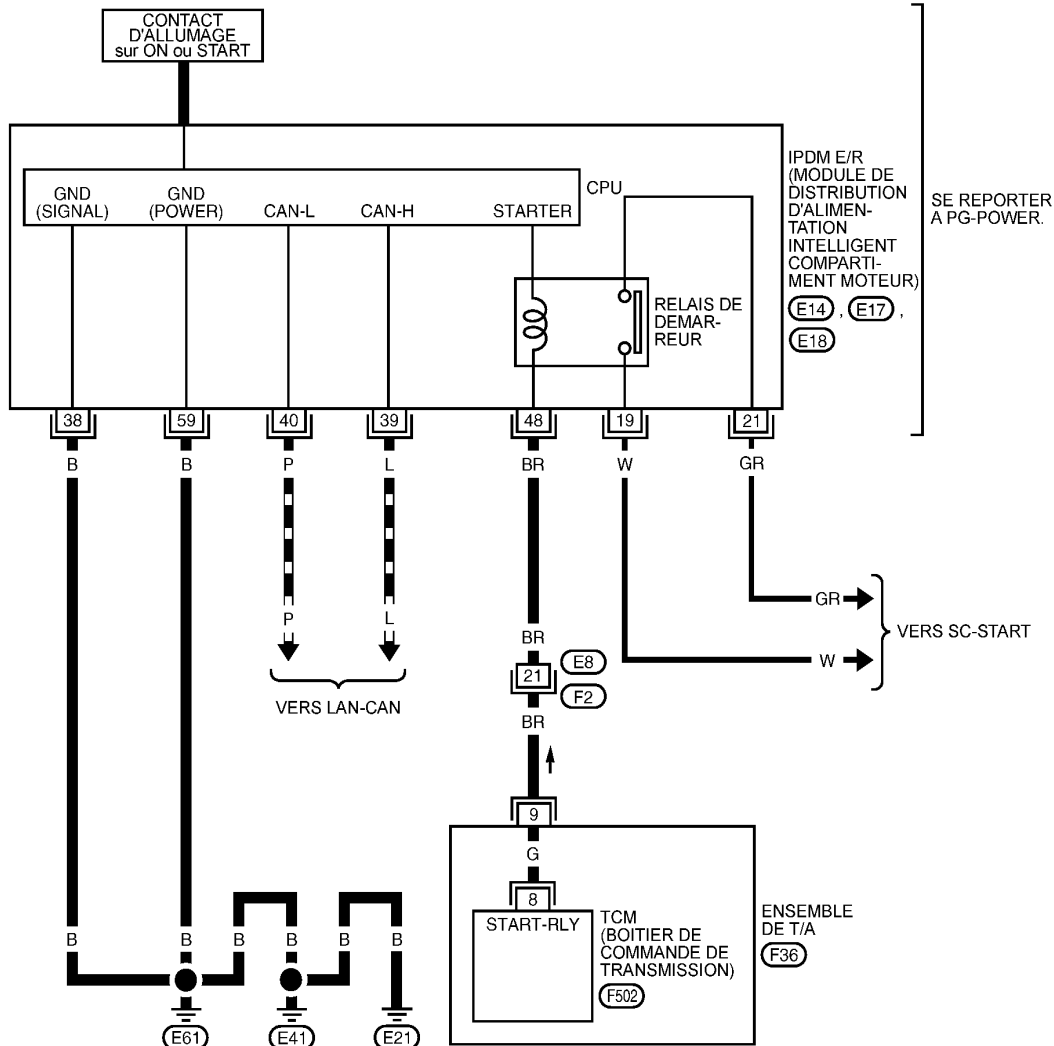 CONTACT
D'ALLUMAGE
sur ON ou START
IPDM E/R
(MODULE DE
DISTRIBUTION
D'ALIMEN-
TATION
INTELLIGENT
COMPARTI-
MENT MOTEUR)
E14 , E17 ,
E18
SE REPORTER
A PG-POWER.
CPU
GND
(SIGNAL)
GND
(POWER)
CAN-L
CAN-H
STARTER
RELAIS DE
DEMAR-
REUR
38 59 40 39 48 19 21
B B P L BR W GR
P L
VERS LAN-CAN
GR
W
VERS SC-START
BR
21
E8
F2
BR
9
G
8
START-RLY
TCM
(BOITIER DE
COMMANDE DE
TRANSMISSION)
F502
ENSEMBLE
DE T/A
F36
B B B B B B
E61 E41 E21